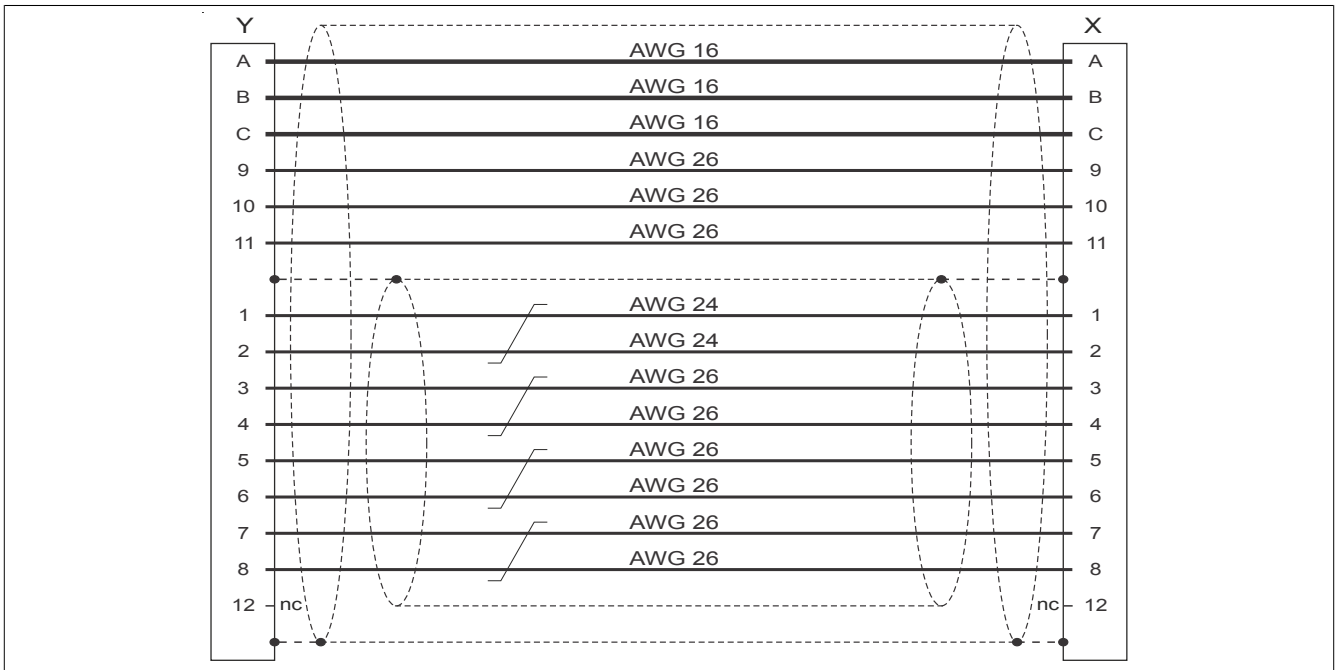 Y X
A AWG 16 A
B AWG 16 B
C AWG 16 C
9 AWG 26 9
10 AWG 26 10
11 AWG 26 11
1 AWG 24 1
2 AWG 24 2
3 AWG 26 3
4 AWG 26 4
5 AWG 26 5
6 AWG 26 6
7 AWG 26 7
8 AWG 26 8
12 nc nc 12